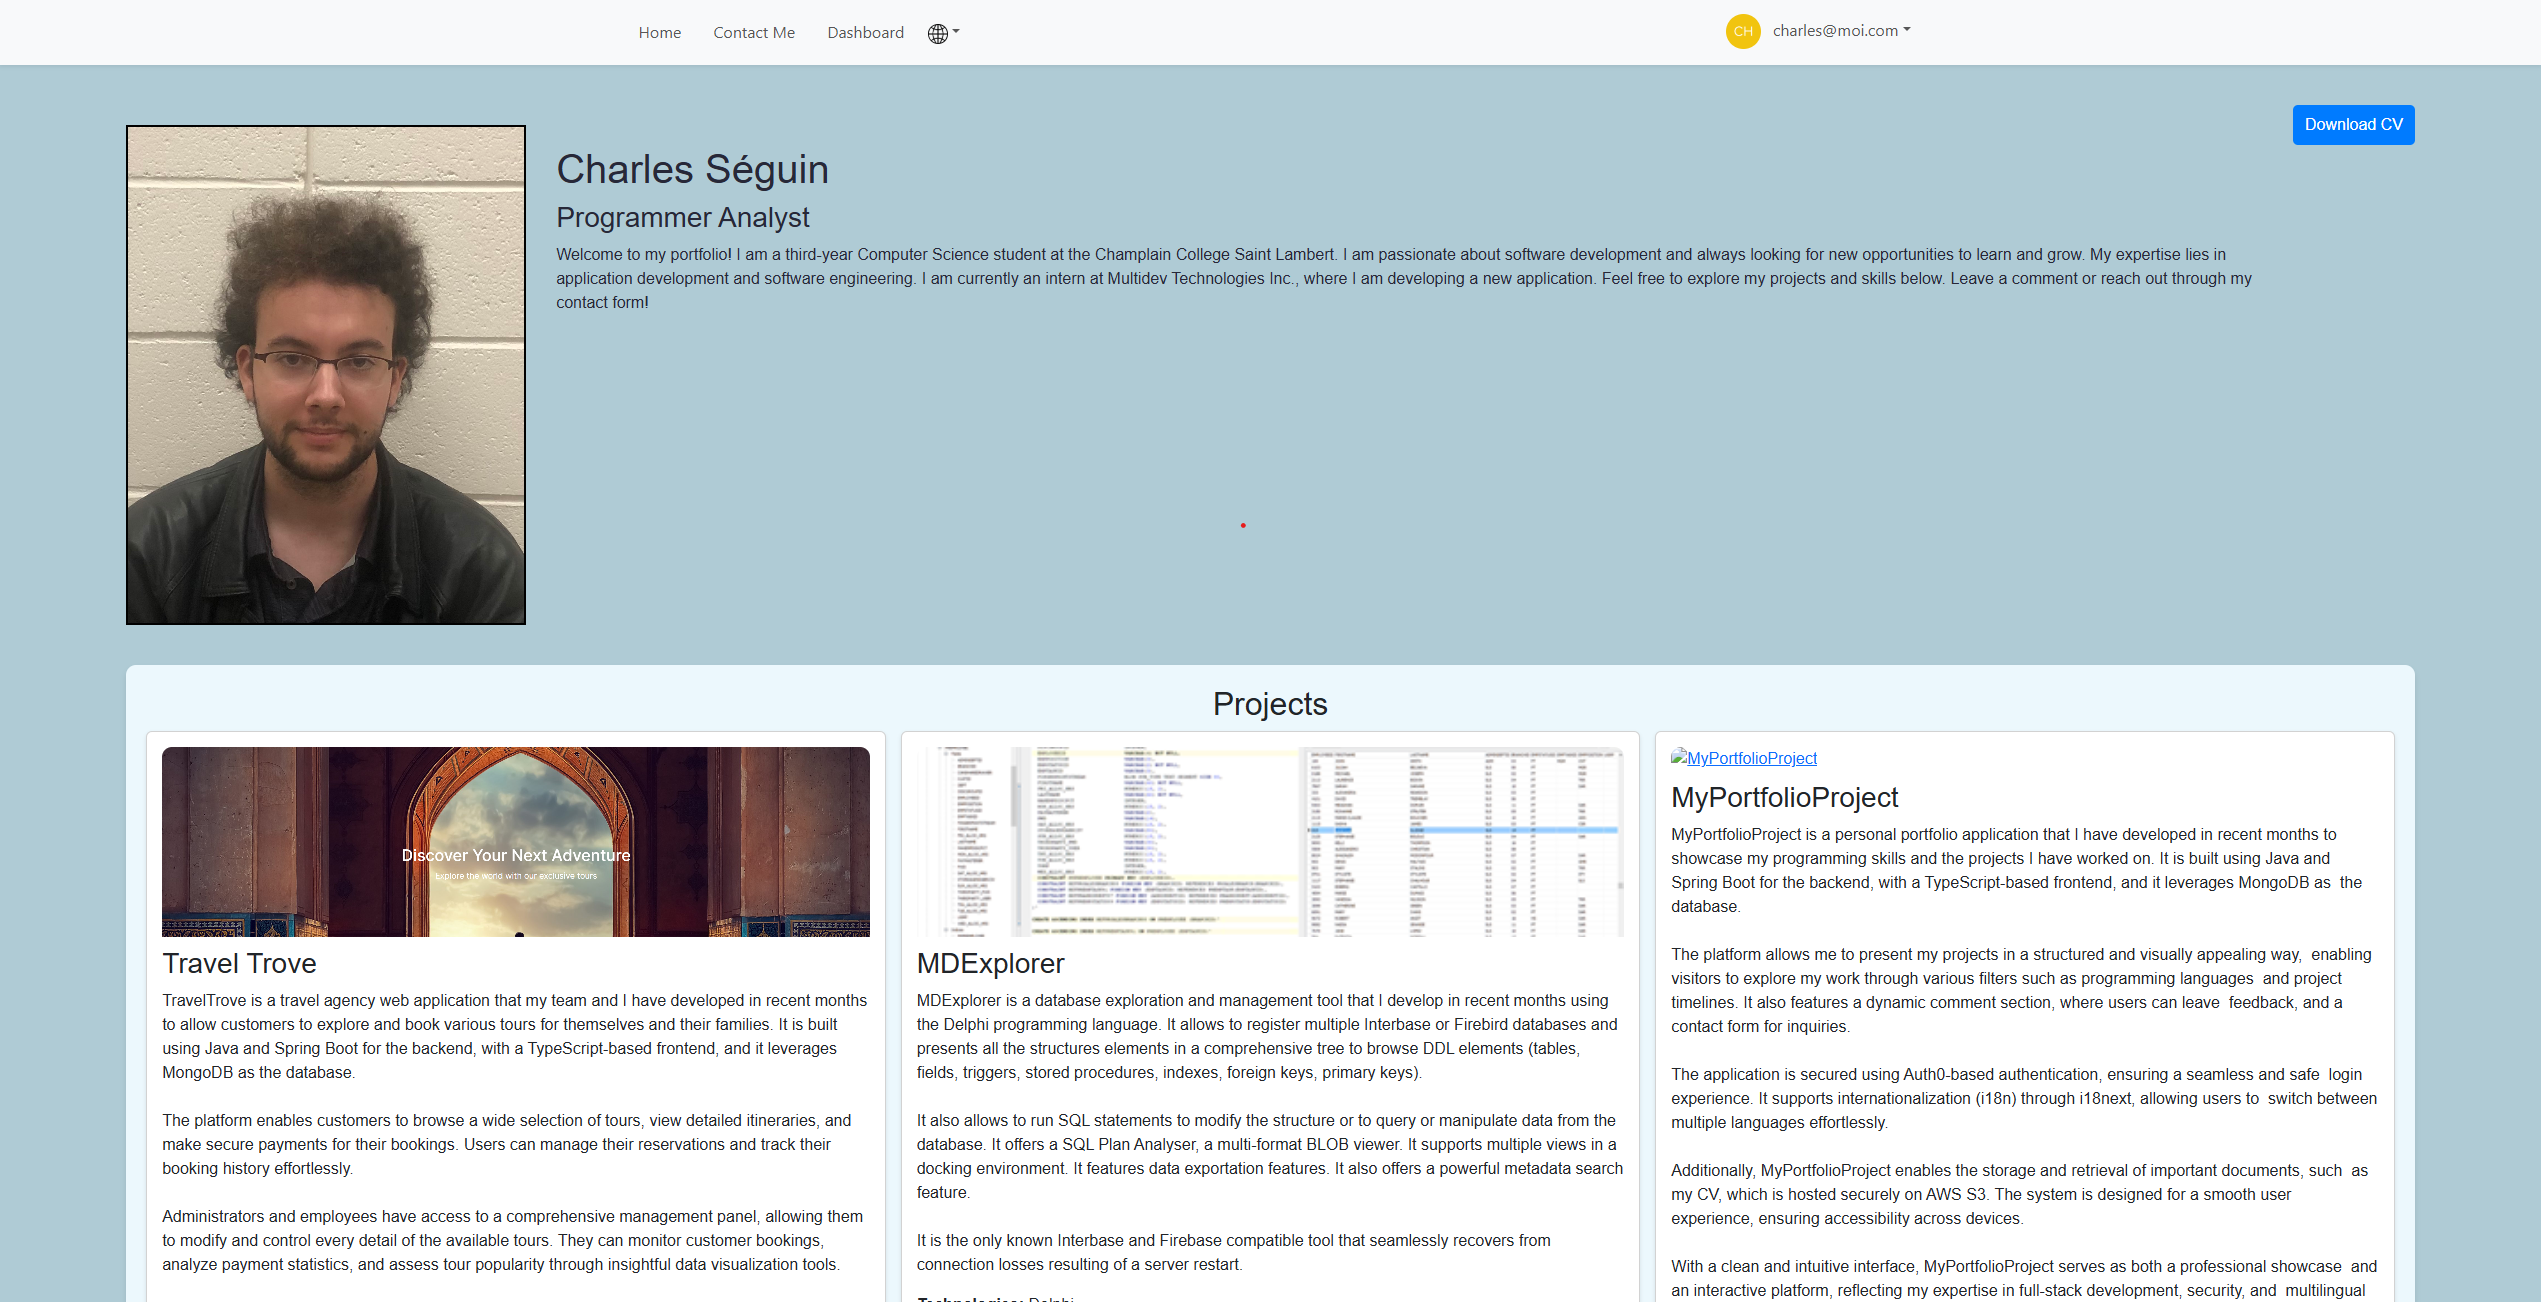 Home Contact Me Dashboard
CH charles@moi.com
Download CV
Charles Séguin
Programmer Analyst
Welcome to my portfolio! I am a third-year Computer Science student at the Champlain College Saint Lambert. I am passionate about software development and always looking for new opportunities to learn and grow. My expertise lies in
application development and software engineering. I am currently an intern at Multidev Technologies Inc., where I am developing a new application. Feel free to explore my projects and skills below. Leave a comment or reach out through my
contact form!
Projects
Discover Your Next Adventure
Explore the world with our exclusive tours
Travel Trove
TravelTrove is a travel agency web application that my team and I have developed in recent months
to allow customers to explore and book various tours for themselves and their families. It is built
using Java and Spring Boot for the backend, with a TypeScript-based frontend, and it leverages
MongoDB as the database.
The platform enables customers to browse a wide selection of tours, view detailed itineraries, and
make secure payments for their bookings. Users can manage their reservations and track their
booking history effortlessly.
Administrators and employees have access to a comprehensive management panel, allowing them
to modify and control every detail of the available tours. They can monitor customer bookings,
analyze payment statistics, and assess tour popularity through insightful data visualization tools.
MDExplorer
MDExplorer is a database exploration and management tool that I develop in recent months using
the Delphi programming language. It allows to register multiple Interbase or Firebird databases and
presents all the structures elements in a comprehensive tree to browse DDL elements (tables,
fields, triggers, stored procedures, indexes, foreign keys, primary keys).
It also allows to run SQL statements to modify the structure or to query or manipulate data from the
database. It offers a SQL Plan Analyser, a multi-format BLOB viewer. It supports multiple views in a
docking environment. It features data exportation features. It also offers a powerful metadata search
feature.
It is the only known Interbase and Firebase compatible tool that seamlessly recovers from
connection losses resulting of a server restart.
Technologies: Delphi
MyPortfolioProject
MyPortfolioProject
MyPortfolioProject is a personal portfolio application that I have developed in recent months to
showcase my programming skills and the projects I have worked on. It is built using Java and
Spring Boot for the backend, with a TypeScript-based frontend, and it leverages MongoDB as the
database.
The platform allows me to present my projects in a structured and visually appealing way, enabling
visitors to explore my work through various filters such as programming languages and project
timelines. It also features a dynamic comment section, where users can leave feedback, and a
contact form for inquiries.
The application is secured using Auth0-based authentication, ensuring a seamless and safe login
experience. It supports internationalization (i18n) through i18next, allowing users to switch between
multiple languages effortlessly.
Additionally, MyPortfolioProject enables the storage and retrieval of important documents, such as
my CV, which is hosted securely on AWS S3. The system is designed for a smooth user
experience, ensuring accessibility across devices.
With a clean and intuitive interface, MyPortfolioProject serves as both a professional showcase and
an interactive platform, reflecting my expertise in full-stack development, security, and multilingual